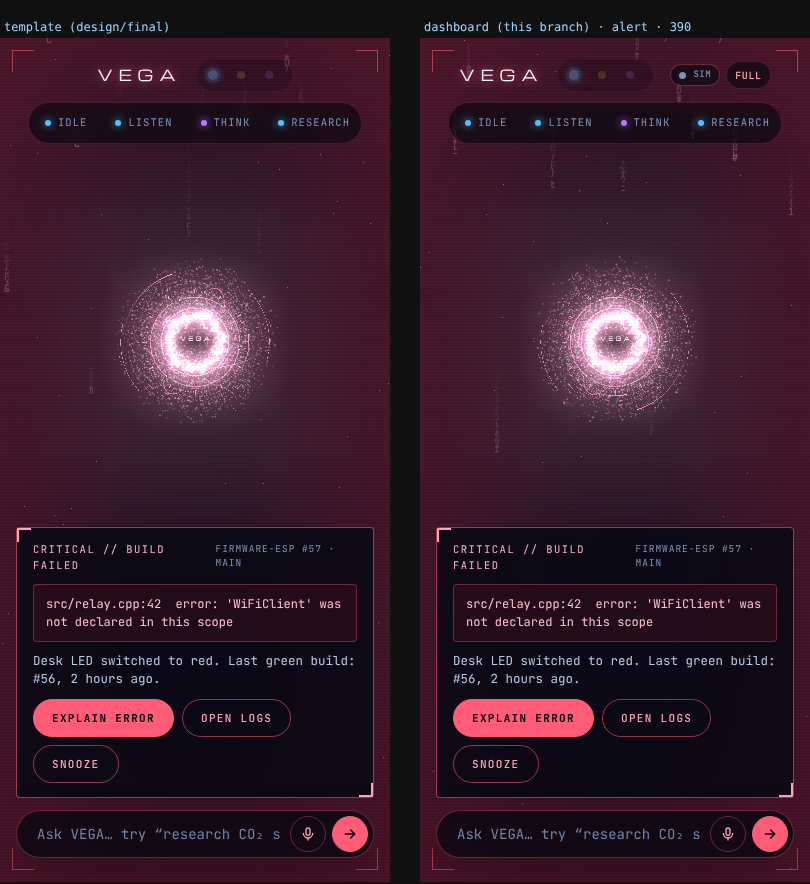 template (design/final)
VEGA
IDLE LISTEN THINK RESEARCH
VEGA
CRITICAL // BUILD FAILED
FIRMWARE-ESP #57 · MAIN
src/relay.cpp:42  error: 'WiFiClient' was
not declared in this scope
Desk LED switched to red. Last green build:
#56, 2 hours ago.
EXPLAIN ERROR OPEN LOGS
SNOOZE
Ask VEGA… try “research CO₂ s
dashboard (this branch) · alert · 390
VEGA SIM FULL
IDLE LISTEN THINK RESEARCH
VEGA
CRITICAL // BUILD FAILED
FIRMWARE-ESP #57 · MAIN
src/relay.cpp:42  error: 'WiFiClient' was
not declared in this scope
Desk LED switched to red. Last green build:
#56, 2 hours ago.
EXPLAIN ERROR OPEN LOGS
SNOOZE
Ask VEGA… try “research CO₂ s